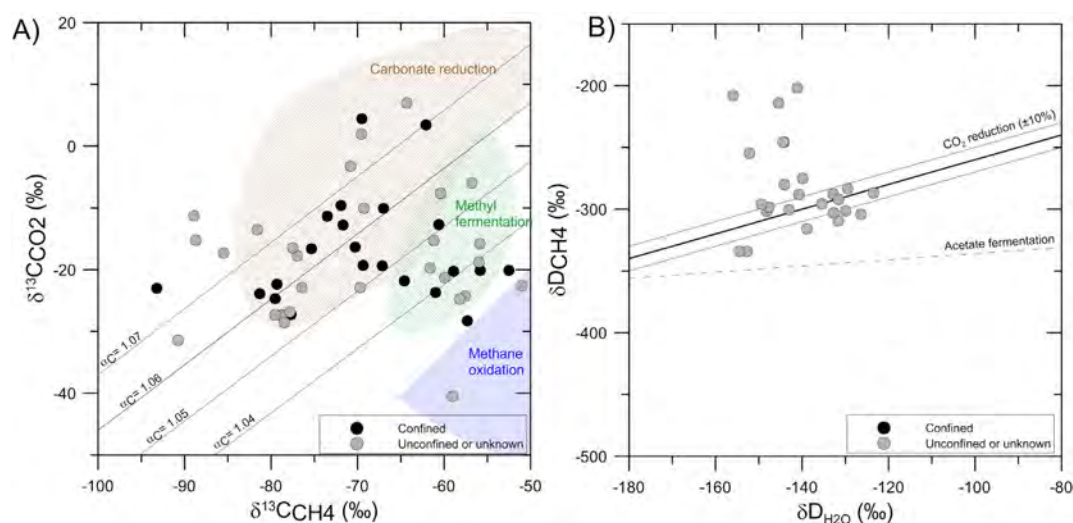 A)
20
0
-20
-40
δ¹³CCO2 (‰)
Carbonate reduction
Methyl
fermentation
Methane
oxidation
αC= 1.07
αC= 1.06
αC= 1.05
αC= 1.04
Confined
Unconfined or unknown
-100 -90 -80 -70 -60 -50
δ¹³CCH4 (‰)
B)
-200
-300
-400
-500
δDCH4 (‰)
CO₂ reduction (±10%)
Acetate fermentation
Confined
Unconfined or unknown
-180 -160 -140 -120 -100 -80
δDH₂O (‰)